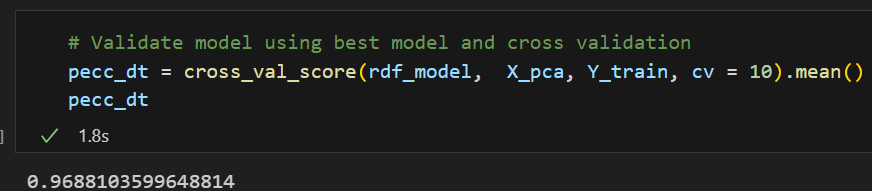 # Validate model using best model and cross validation
pecc_dt = cross_val_score(rdf_model,  X_pca, Y_train, cv = 10).mean()
pecc_dt
] ✓ 1.8s
0.9688103599648814